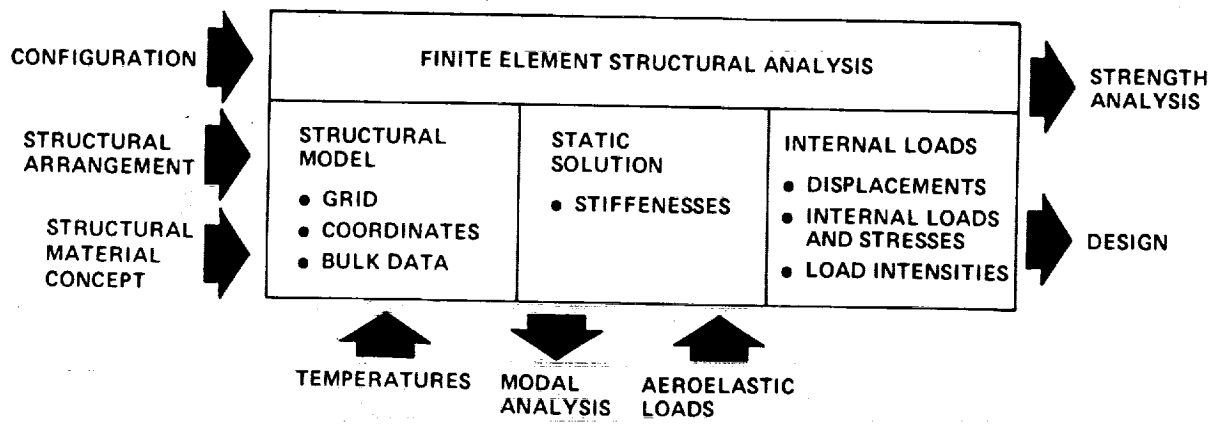 CONFIGURATION
STRUCTURAL
ARRANGEMENT
STRUCTURAL
MATERIAL
CONCEPT
FINITE ELEMENT STRUCTURAL ANALYSIS
STRUCTURAL
MODEL
• GRID
• COORDINATES
• BULK DATA
STATIC
SOLUTION
• STIFFENESSES
INTERNAL LOADS
• DISPLACEMENTS
• INTERNAL LOADS
AND STRESSES
• LOAD INTENSITIES
STRENGTH
ANALYSIS
DESIGN
TEMPERATURES
MODAL
ANALYSIS
AEROELASTIC
LOADS